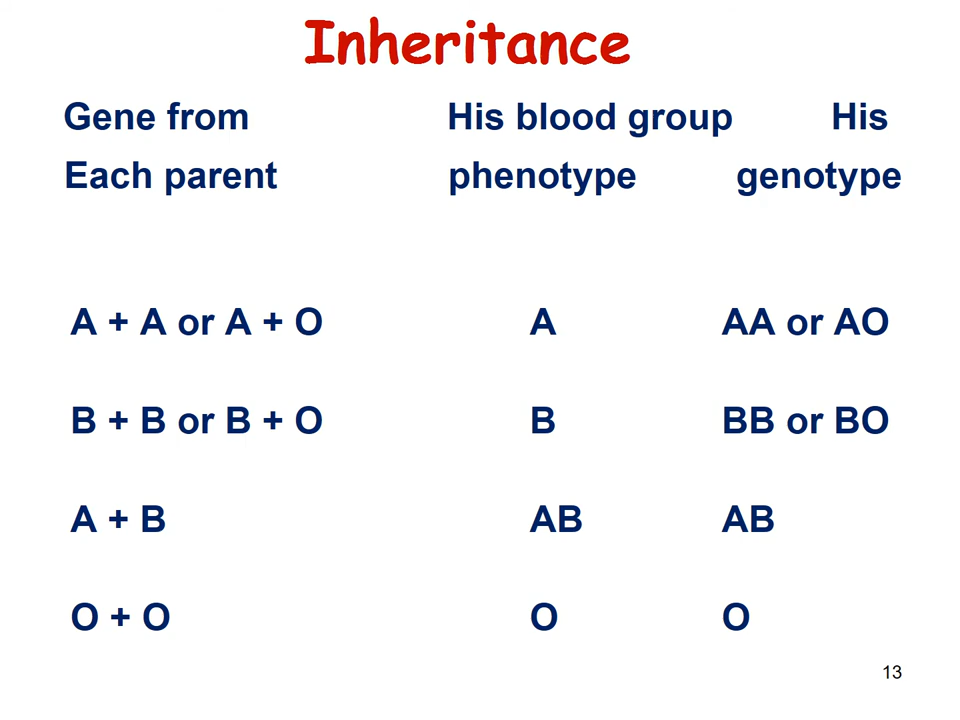 Inheritance
Gene from His blood group His
Each parent phenotype genotype
A + A or A + O A AA or AO
B + B or B + O B BB or BO
A + B AB AB
O + O O O
13